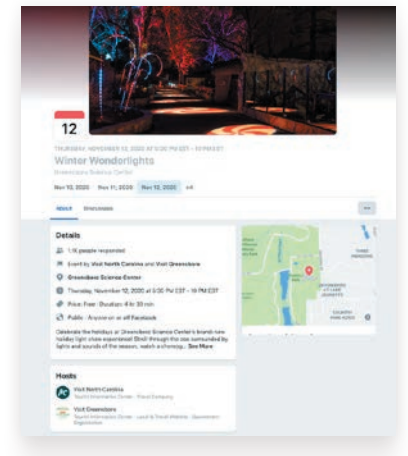 12
THURSDAY, NOVEMBER 12, 2020 AT 5:30 PM EST – 10 PM EST
Winter Wonderlights
Greensboro Science Center
Nov 10, 2020 Nov 11, 2020 Nov 12, 2020 +4
About Discussion
Details
1.1K people responded
Event by Visit North Carolina and Visit Greensboro
Greensboro Science Center
Thursday, November 12, 2020 at 5:30 PM EST – 10 PM EST
Price: Free · Duration: 4 hr 30 min
Public · Anyone on or off Facebook
Celebrate the holidays at Greensboro Science Center's brand-new
holiday light show experience! Stroll through the zoo surrounded by
lights and sounds of the season, watch a choreog... See More
Hosts
Visit North Carolina
Tourist Information Center · Travel Company
Visit Greensboro
Tourist Information Center · Local & Travel Website · Government
Organization
COUNTRY
PARK ACRES